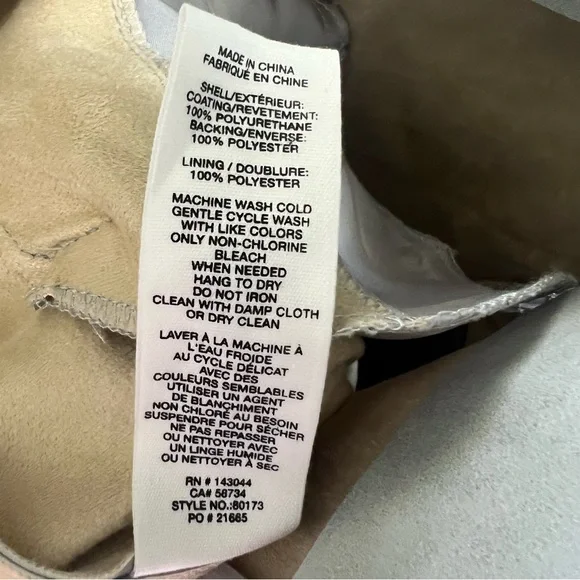 MADE IN CHINA
FABRIQUÉ EN CHINE
SHELL/EXTÉRIEUR:
COATING/REVETEMENT:
100% POLYURETHANE
BACKING/ENVERSE:
100% POLYESTER
LINING / DOUBLURE:
100% POLYESTER
MACHINE WASH COLD
GENTLE CYCLE WASH
WITH LIKE COLORS
ONLY NON-CHLORINE
BLEACH
WHEN NEEDED
HANG TO DRY
DO NOT IRON
CLEAN WITH DAMP CLOTH
OR DRY CLEAN
LAVER À LA MACHINE À
L'EAU FROIDE
AU CYCLE DÉLICAT
AVEC DES
COULEURS SEMBLABLES
UTILISER UN AGENT
DE BLANCHIMENT
NON CHLORÉ AU BESOIN
SUSPENDRE POUR SÉCHER
NE PAS REPASSER
OU NETTOYER AVEC
UN LINGE HUMIDE
OU NETTOYER À SEC
RN # 143044
CA# 58734
STYLE NO.:80173
PO # 21665